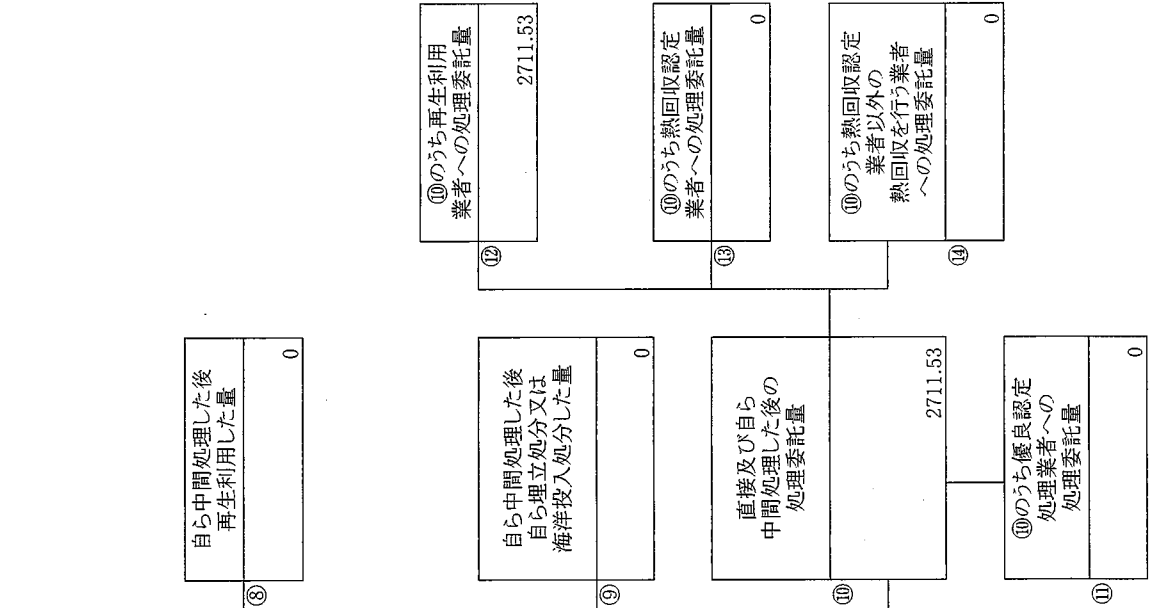 ⑧
自ら中間処理した後
再生利用した量
0
⑨
自ら中間処理した後
自ら埋立処分又は
海洋投入処分した量
0
⑩
直接及び自ら
中間処理した後の
処理委託量
2711.53
⑪
⑩のうち優良認定
処理業者への
処理委託量
0
⑫
⑩のうち再生利用
業者への処理委託量
2711.53
⑬
⑩のうち熱回収認定
業者への処理委託量
0
⑭
⑩のうち熱回収認定
業者以外の
熱回収を行う業者
への処理委託量
0